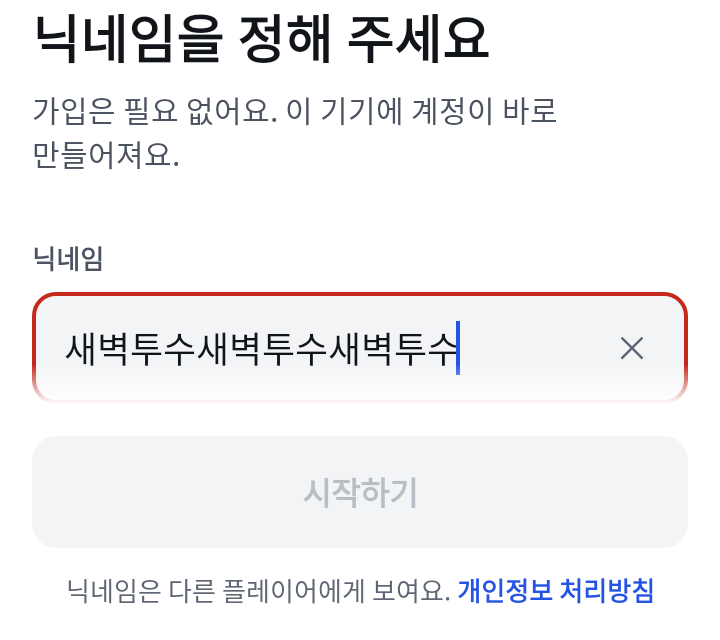 닉네임을 정해 주세요
가입은 필요 없어요. 이 기기에 계정이 바로
만들어져요.
닉네임
새벽투수새벽투수새벽투수
시작하기
닉네임은 다른 플레이어에게 보여요. 개인정보 처리방침